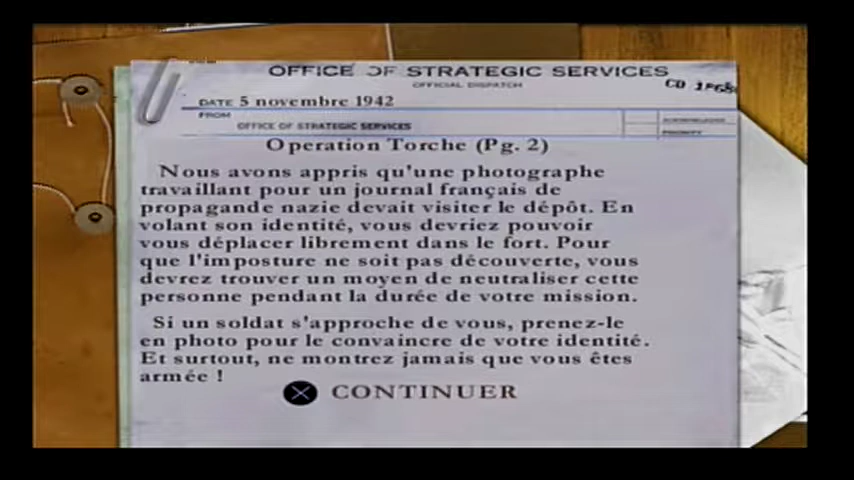 OFFICE OF STRATEGIC SERVICES
OFFICIAL DISPATCH
DATE 5 novembre 1942
FROM
OFFICE OF STRATEGIC SERVICES
PRIORITY
Operation Torche (Pg. 2)
Nous avons appris qu'une photographe
travaillant pour un journal français de
propagande nazie devait visiter le dépôt. En
volant son identité, vous devriez pouvoir
vous déplacer librement dans le fort. Pour
que l'imposture ne soit pas découverte, vous
devrez trouver un moyen de neutraliser cette
personne pendant la durée de votre mission.
Si un soldat s'approche de vous, prenez-le
en photo pour le convaincre de votre identité.
Et surtout, ne montrez jamais que vous êtes
armée !
CONTINUER